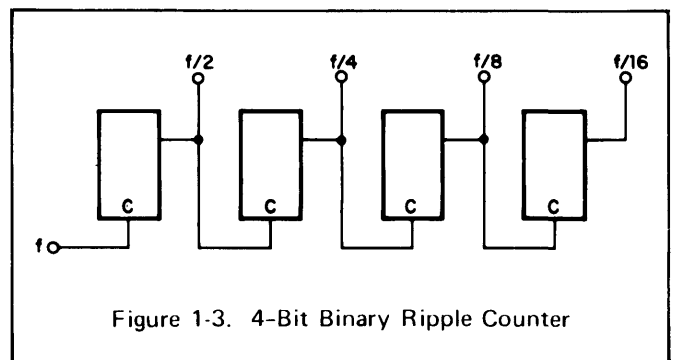 f/2 f/4 f/8 f/16
C C C C
f
Figure 1-3. 4-Bit Binary Ripple Counter